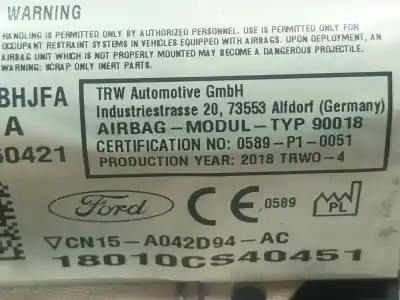 WARNING
HANDLING IS ONLY PERMITTED BY AUTHORIZED PERSONNEL. USE ONLY FOR
OCCUPANT RESTRAINT SYSTEMS IN VEHICLES EQUIPPED WITH AIRBAGS. UPON DEPLOYMENT, AN
AIRBAG UNIT WHICH IS NOT PROPERLY MOUNTED MAY BECOME A DANGEROUS PROJECTILE.
WARNING: SCRAP ONLY INERT PARTS.
BHJFA
A
60421
TRW Automotive GmbH
Industriestrasse 20, 73553 Alfdorf (Germany)
AIRBAG-MODUL-TYP 90018
CERTIFICATION NO: 0589-P1-0051
PRODUCTION YEAR: 2018 TRWO-4
Ford
CE
0589
PL
CN15-A042D94-AC
18010CS40451